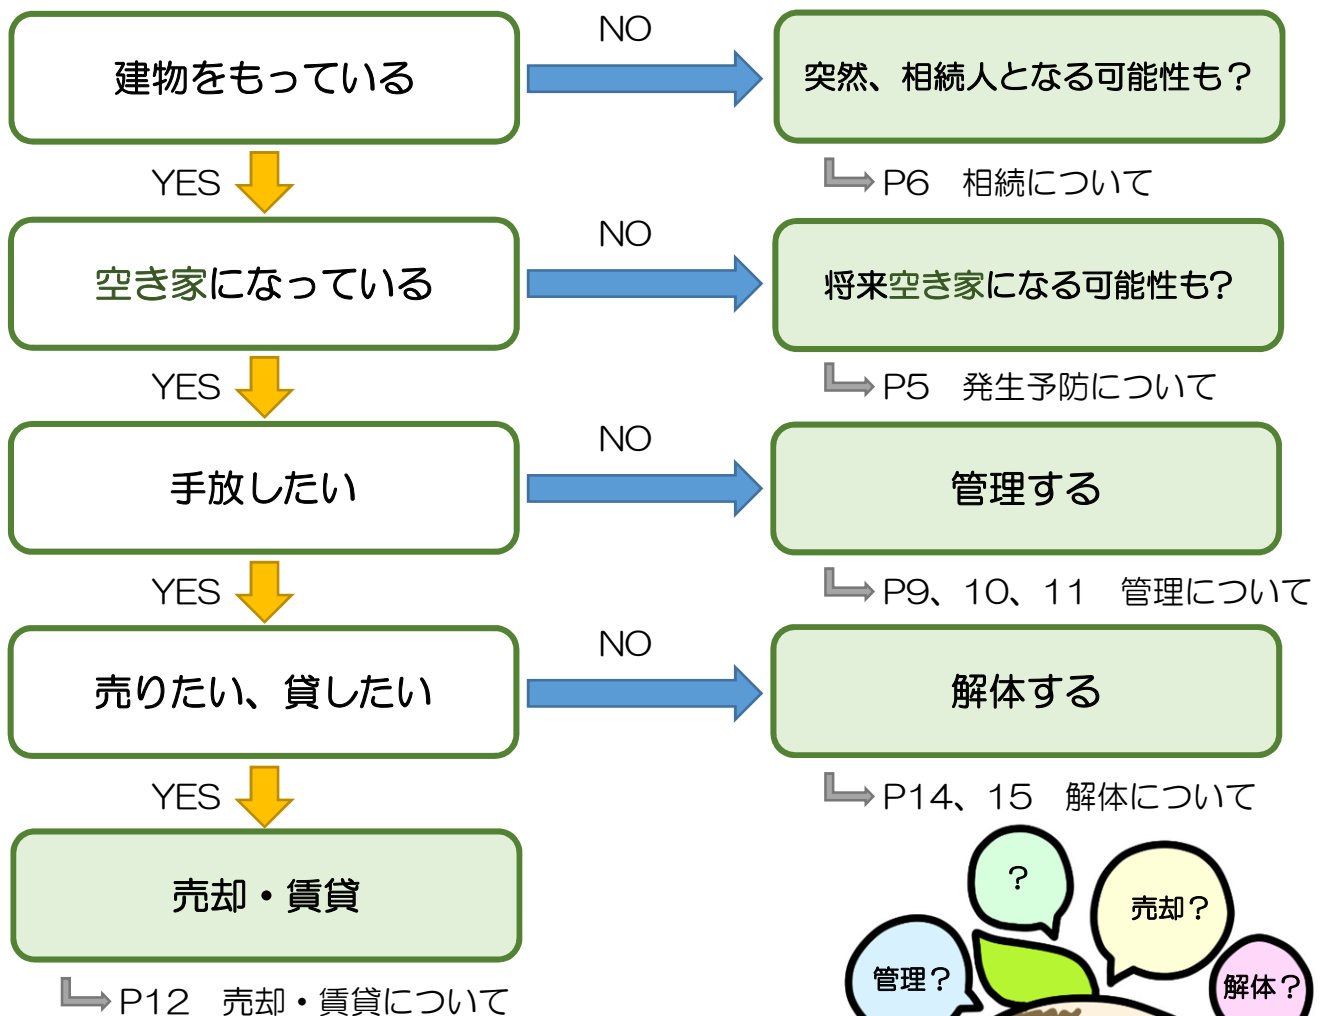 建物をもっている
NO
突然、相続人となる可能性も？
YES
P6　相続について
空き家になっている
NO
将来空き家になる可能性も?
YES
P5　発生予防について
手放したい
NO
管理する
YES
P9、10、11　管理について
売りたい、貸したい
NO
解体する
YES
P14、15　解体について
売却・賃貸
P12　売却・賃貸について
？
売却？
管理？
解体？